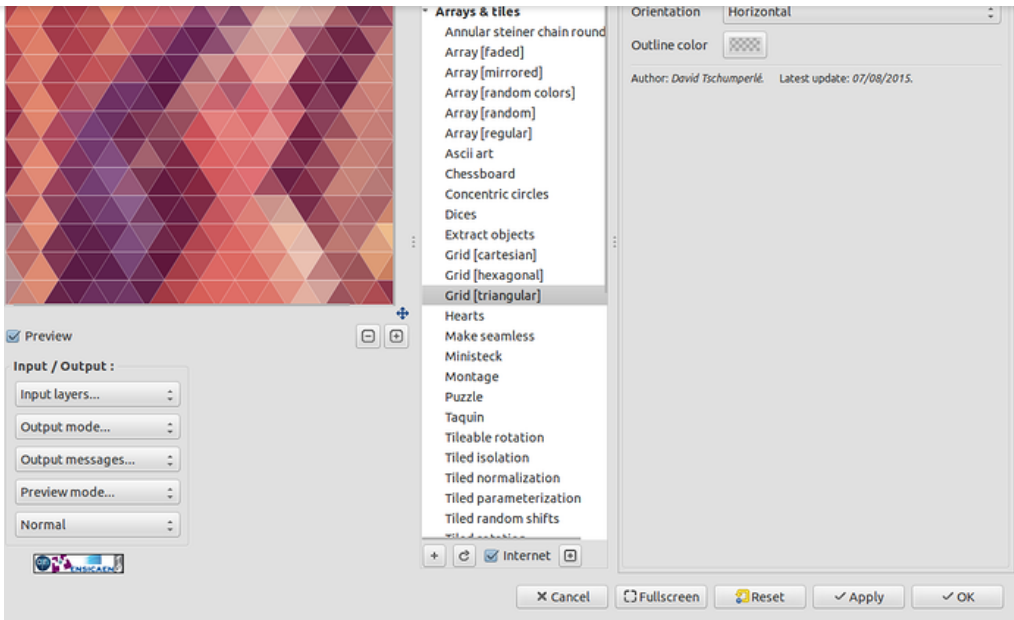 Arrays & tiles
Annular steiner chain round
Array [faded]
Array [mirrored]
Array [random colors]
Array [random]
Array [regular]
Ascii art
Chessboard
Concentric circles
Dices
Extract objects
Grid [cartesian]
Grid [hexagonal]
Grid [triangular]
Hearts
Make seamless
Ministeck
Montage
Puzzle
Taquin
Tileable rotation
Tiled isolation
Tiled normalization
Tiled parameterization
Tiled random shifts
Tiled rotation
Internet
Orientation Horizontal
Outline color
Author: David Tschumperlé. Latest update: 07/08/2015.
Preview
Input / Output :
Input layers...
Output mode...
Output messages...
Preview mode...
Normal
ENSICAEN
Cancel
Fullscreen
Reset
Apply
OK